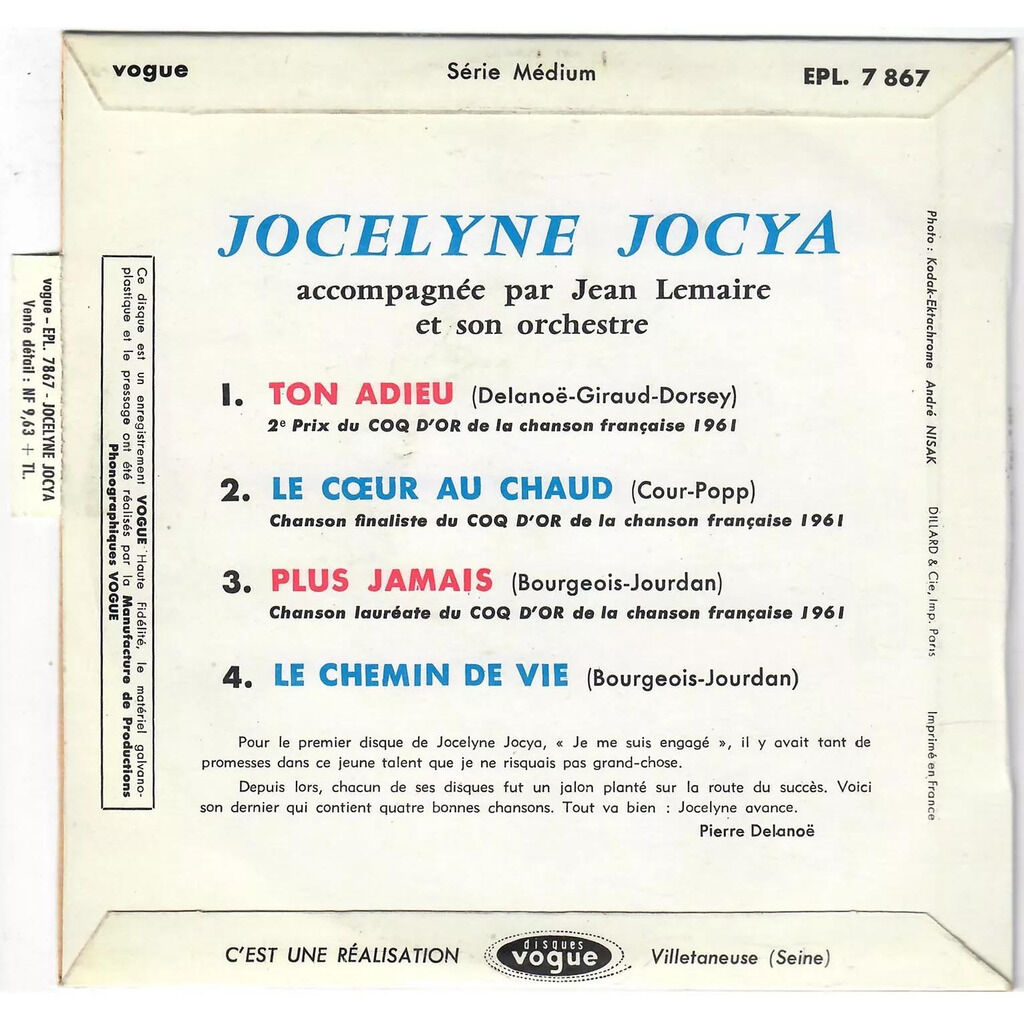 vogue Série Médium EPL. 7 867
JOCELYNE JOCYA
accompagnée par Jean Lemaire
et son orchestre
1. TON ADIEU (Delanoë-Giraud-Dorsey)
2e Prix du COQ D'OR de la chanson française 1961
2. LE CŒUR AU CHAUD (Cour-Popp)
Chanson finaliste du COQ D'OR de la chanson française 1961
3. PLUS JAMAIS (Bourgeois-Jourdan)
Chanson lauréate du COQ D'OR de la chanson française 1961
4. LE CHEMIN DE VIE (Bourgeois-Jourdan)
Pour le premier disque de Jocelyne Jocya, « Je me suis engagé », il y avait tant de
promesses dans ce jeune talent que je ne risquais pas grand-chose.
Depuis lors, chacun de ses disques fut un jalon planté sur la route du succès. Voici
son dernier qui contient quatre bonnes chansons. Tout va bien : Jocelyne avance.
Pierre Delanoë
C'EST UNE RÉALISATION disques vogue Villetaneuse (Seine)
vogue - EPL. 7867 - JOCELYNE JOCYA
Vente détail : NF 9,63 + TL.
Ce disque est un enregistrement VOGUE Haute Fidélité, le matériel galvano-
plastique et le pressage ont été réalisés par la Manufacture de Productions
Phonographiques VOGUE
Photo : Kodak-Ektachrome André NISAK DILLARD & Cie, Imp. Paris Imprimé en France